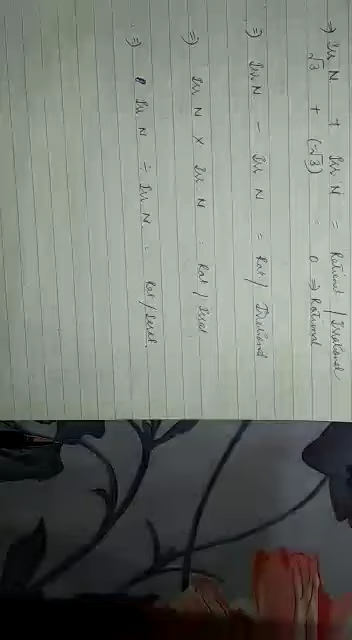 ⇒ Irr N + Irr N = Rational / Irrational
√3 + (-√3) = 0 ⇒ Rational
⇒ Irr N - Irr N = Rat / Irrational
⇒ Irr N × Irr N = Rat / Irrat
⇒ Irr N ÷ Irr N = Rat / Irrat.